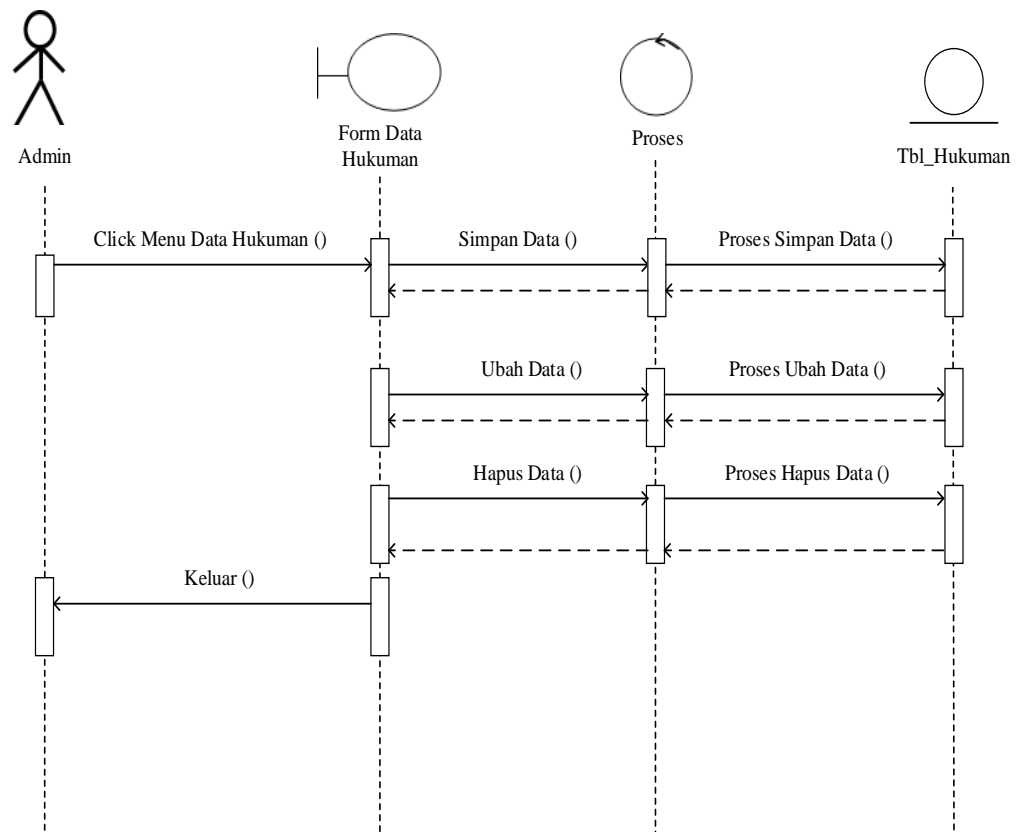 Admin
Form Data
Hukuman
Proses
Tbl_Hukuman
Click Menu Data Hukuman ()
Simpan Data ()
Proses Simpan Data ()
Ubah Data ()
Proses Ubah Data ()
Hapus Data ()
Proses Hapus Data ()
Keluar ()